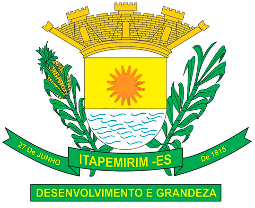 27 De JUNHO
ITAPEMIRIM -ES
De 1815
DESENVOLVIMENTO E GRANDEZA